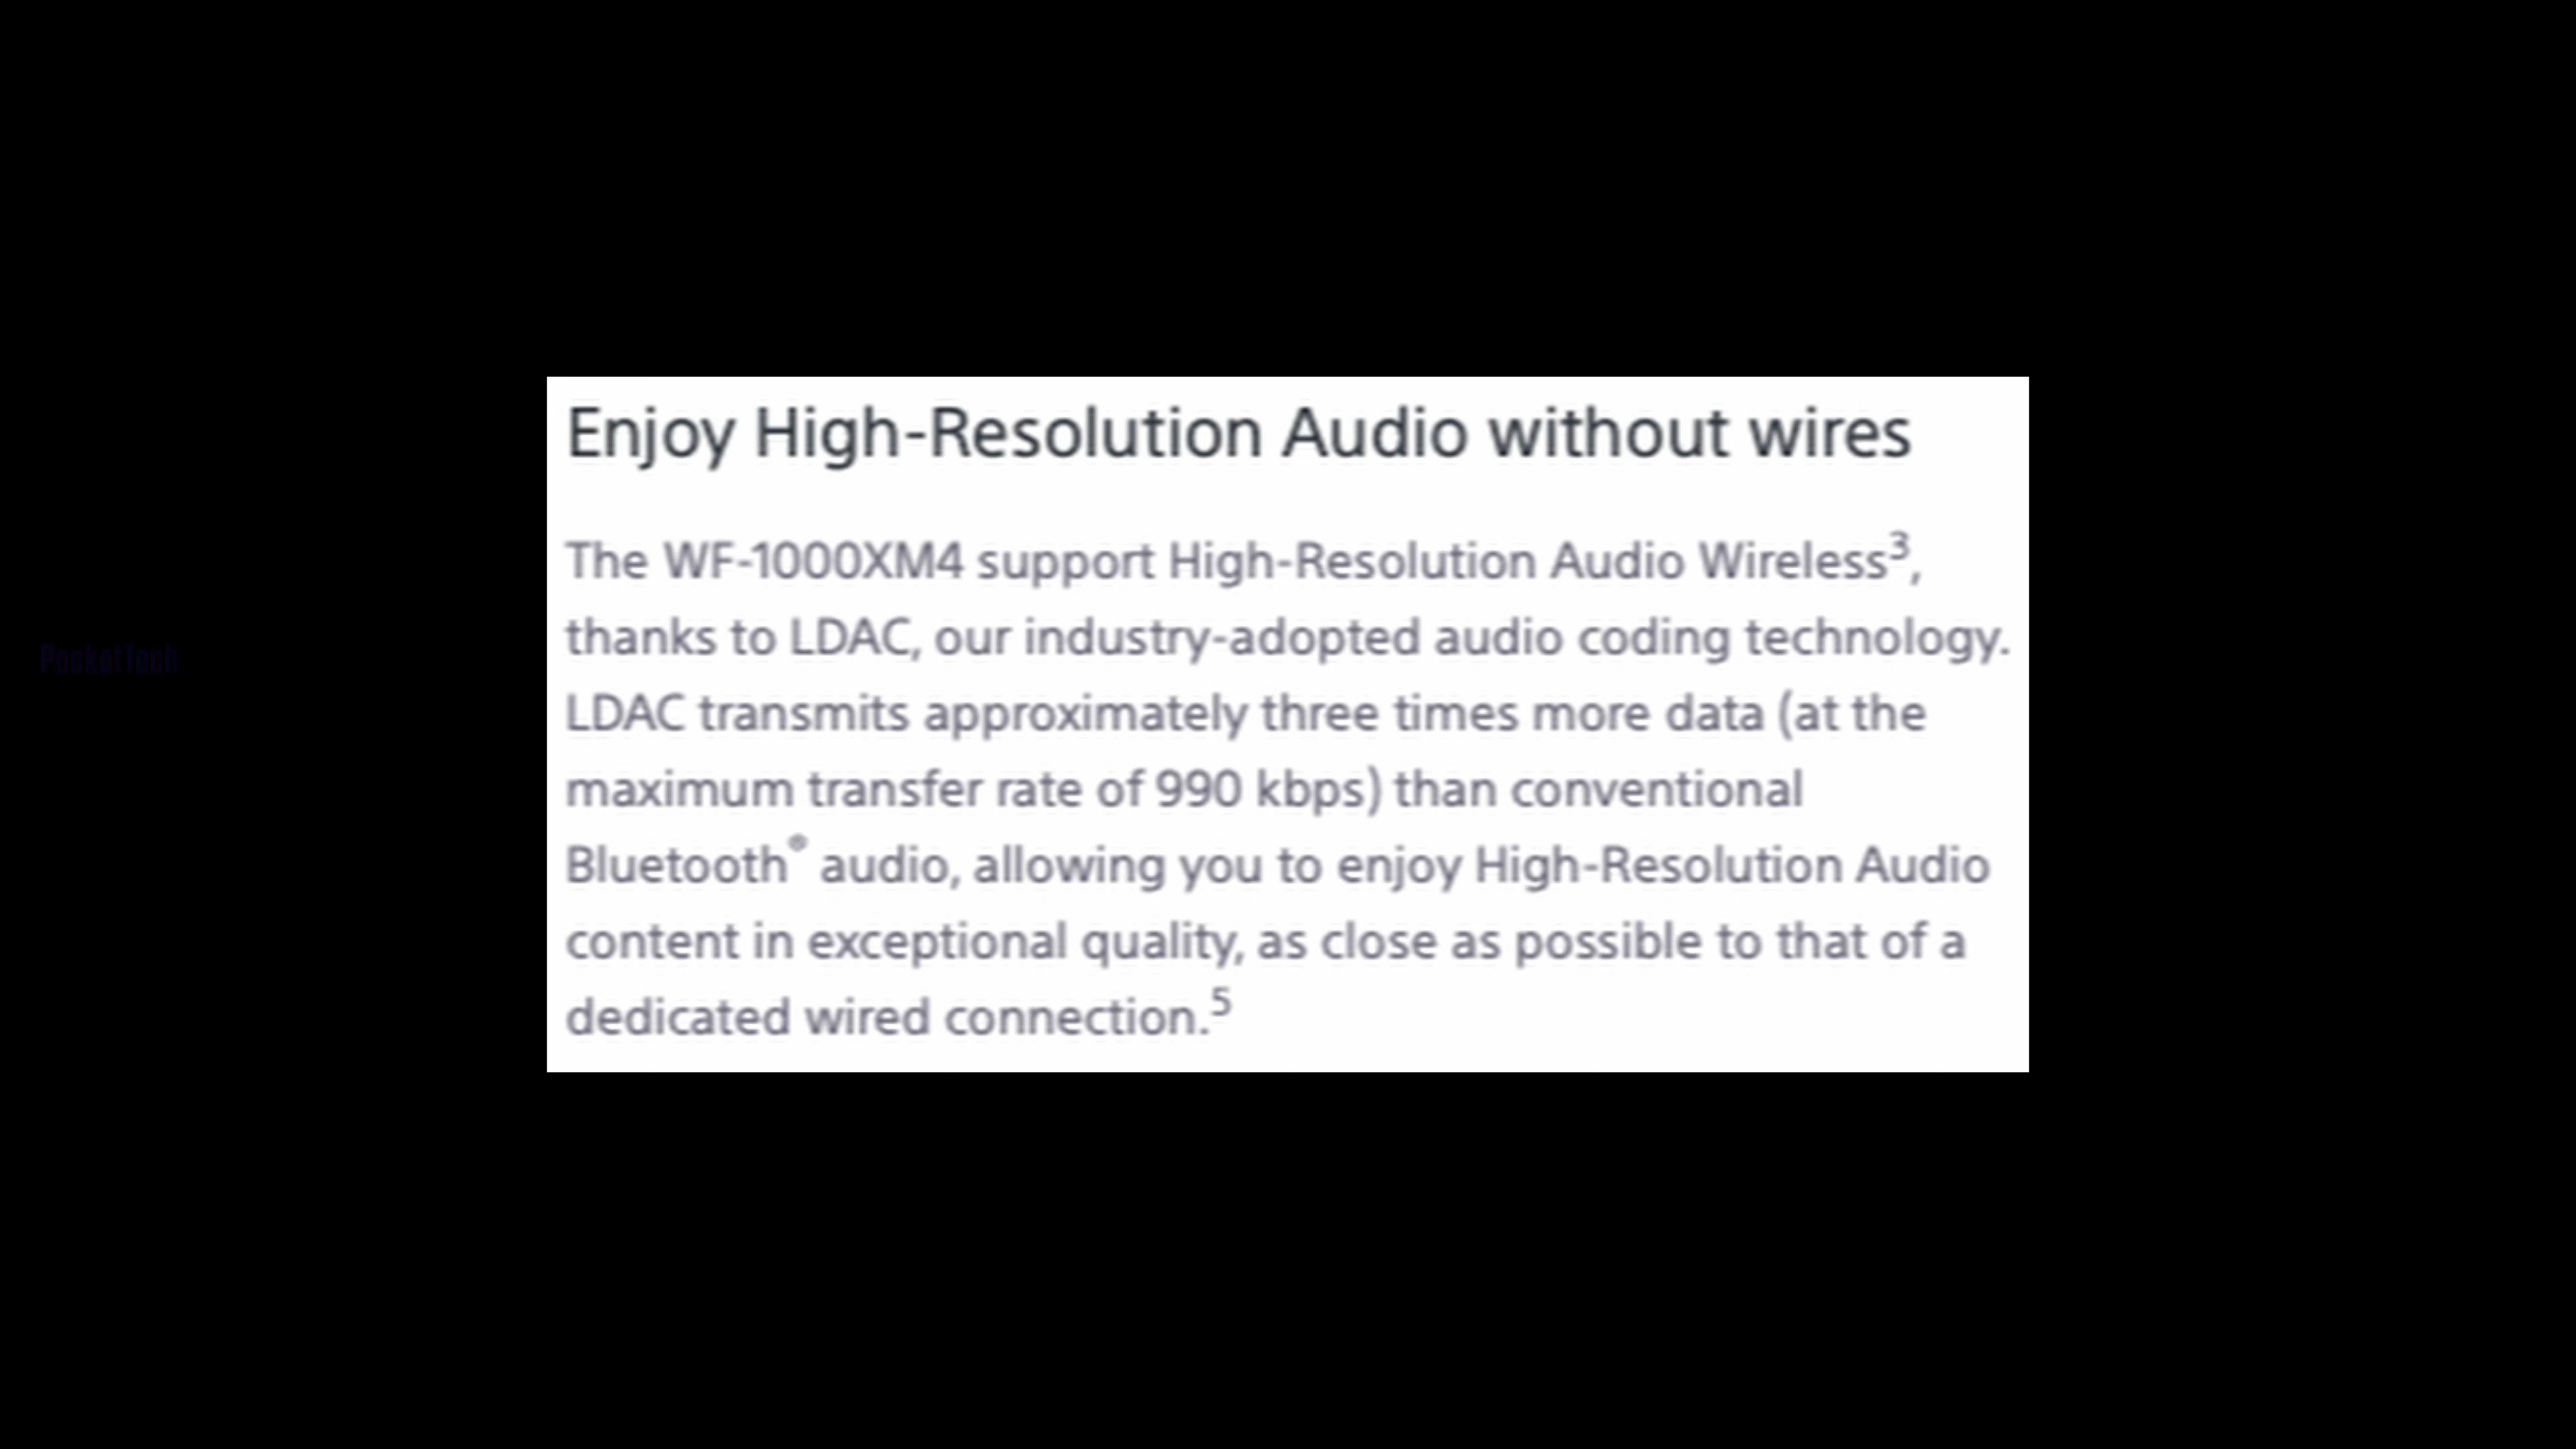 Enjoy High-Resolution Audio without wires
The WF-1000XM4 support High-Resolution Audio Wireless³,
thanks to LDAC, our industry-adopted audio coding technology.
LDAC transmits approximately three times more data (at the
maximum transfer rate of 990 kbps) than conventional
Bluetooth® audio, allowing you to enjoy High-Resolution Audio
content in exceptional quality, as close as possible to that of a
dedicated wired connection.⁵
PocketTech